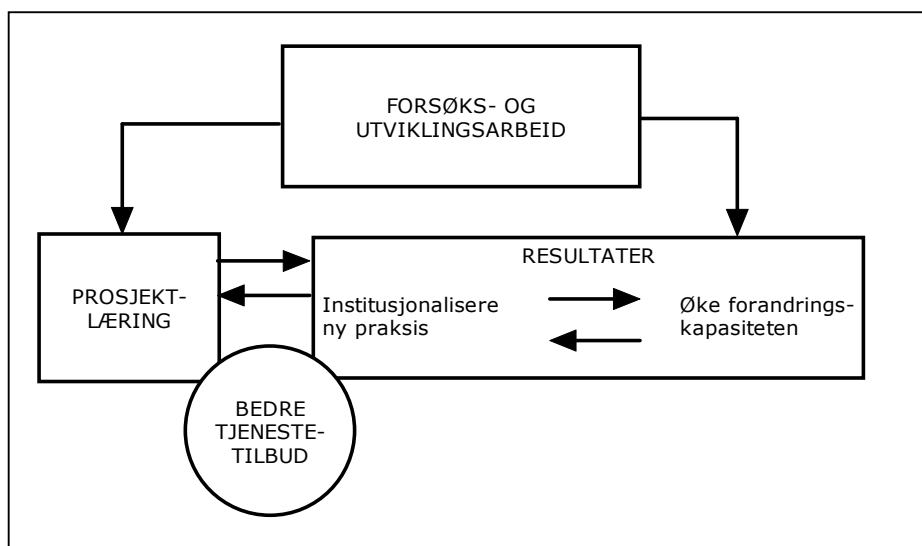 FORSØKS- OG
UTVIKLINGSARBEID
PROSJEKT-
LÆRING
RESULTATER
Institusjonalisere
ny praksis
Øke forandrings-
kapasiteten
BEDRE
TJENESTE-
TILBUD